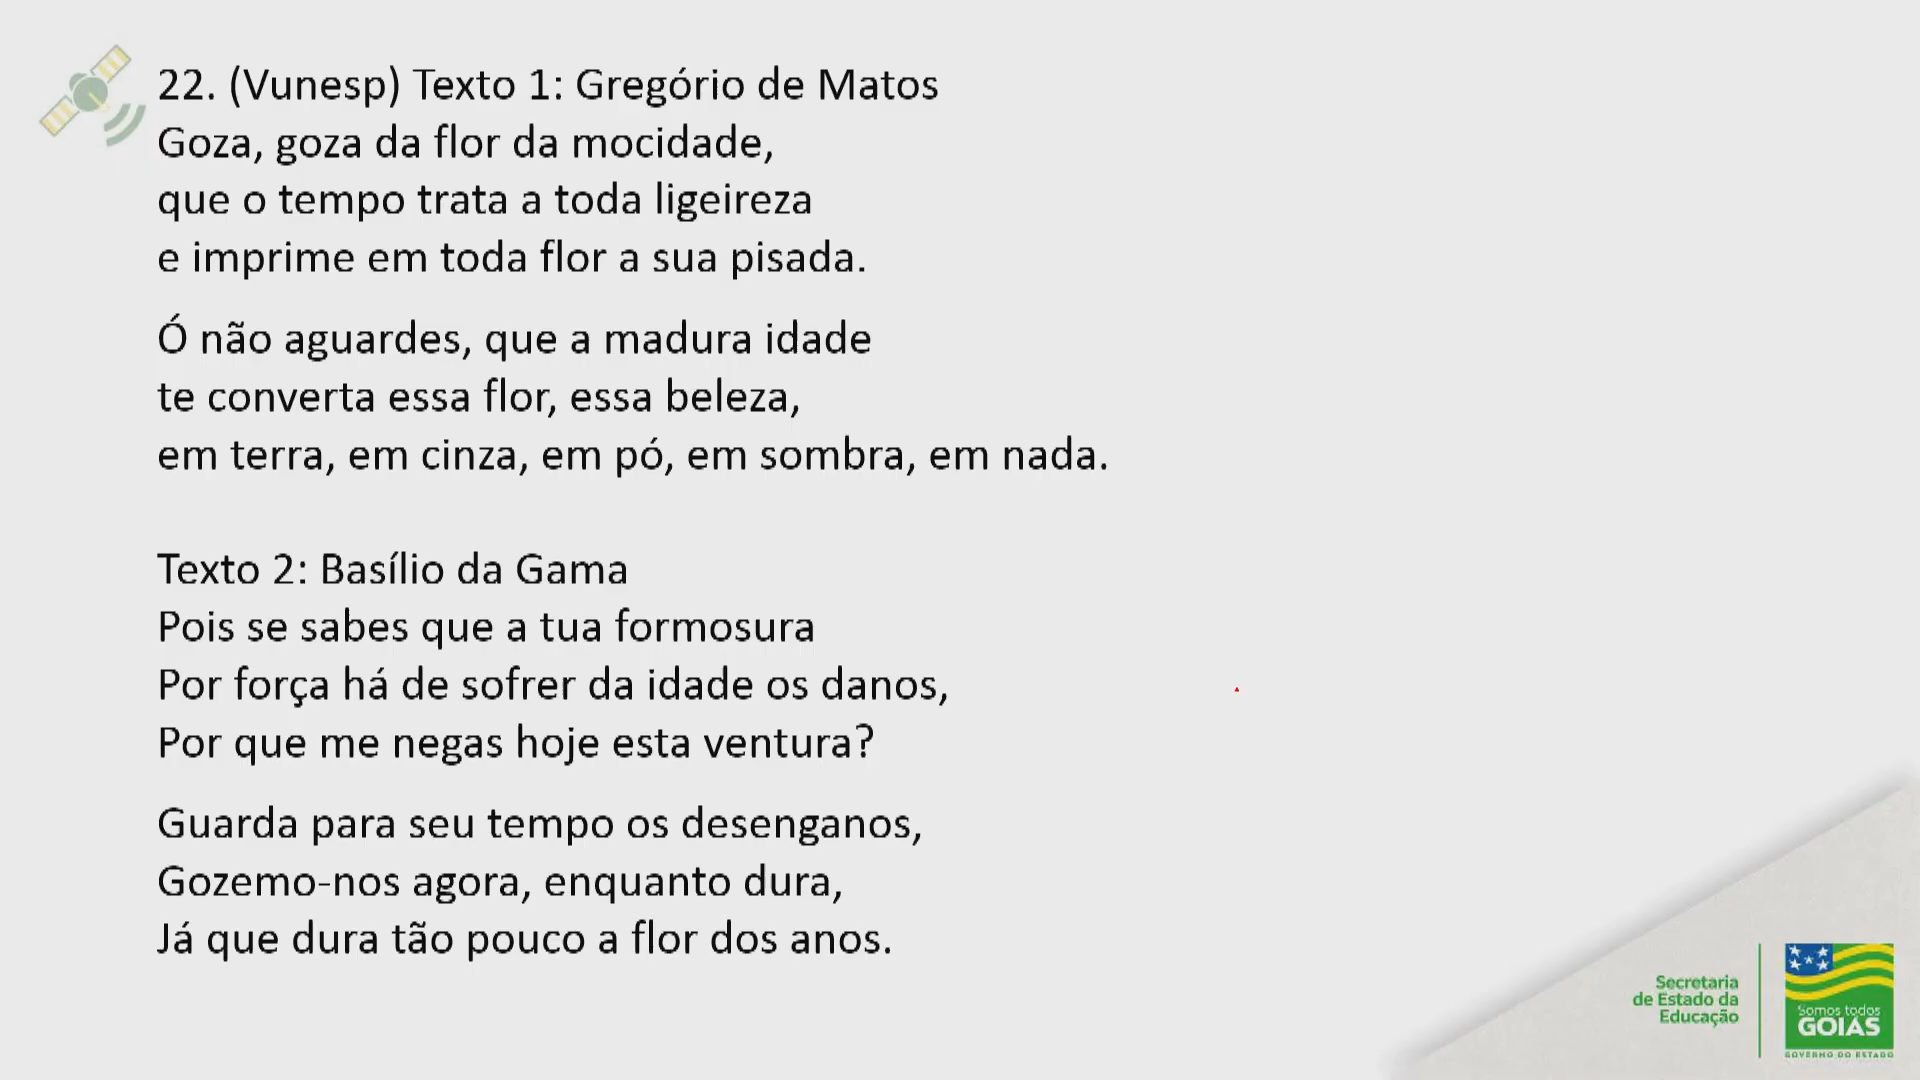 22. (Vunesp) Texto 1: Gregório de Matos
Goza, goza da flor da mocidade,
que o tempo trata a toda ligeireza
e imprime em toda flor a sua pisada.
Ó não aguardes, que a madura idade
te converta essa flor, essa beleza,
em terra, em cinza, em pó, em sombra, em nada.
Texto 2: Basílio da Gama
Pois se sabes que a tua formosura
Por força há de sofrer da idade os danos,
Por que me negas hoje esta ventura?
Guarda para seu tempo os desenganos,
Gozemo-nos agora, enquanto dura,
Já que dura tão pouco a flor dos anos.
Secretaria
de Estado da
Educação
Somos todos
GOIÁS
GOVERNO DO ESTADO